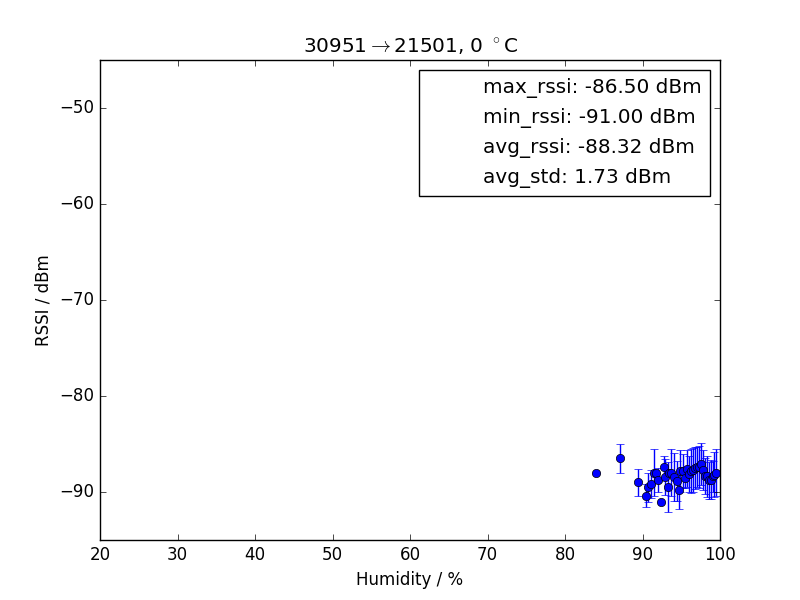 30951→21501, 0 °C
max_rssi: -86.50 dBm
min_rssi: -91.00 dBm
avg_rssi: -88.32 dBm
avg_std: 1.73 dBm
−50
−60
−70
−80
−90
RSSI / dBm
20 30 40 50 60 70 80 90 100
Humidity / %